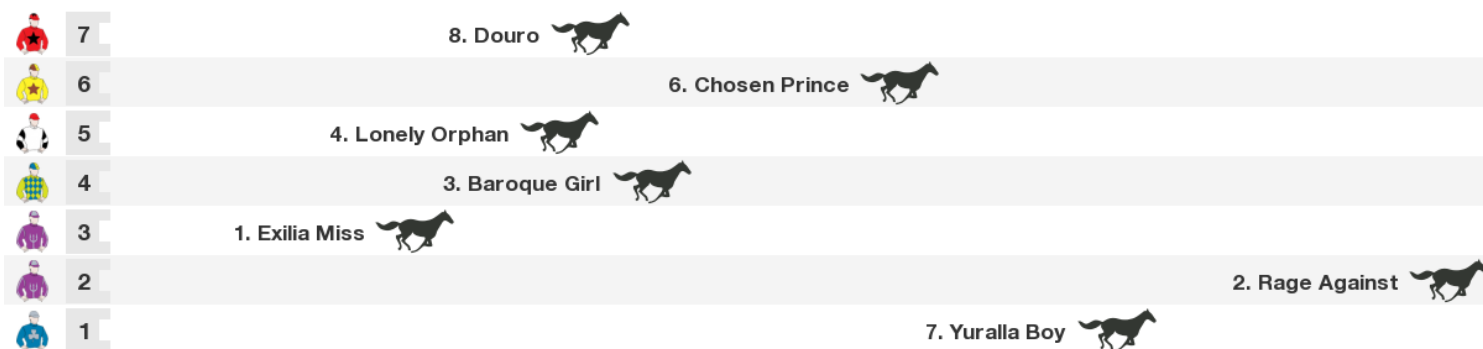 7 8. Douro
6 6. Chosen Prince
5 4. Lonely Orphan
4 3. Baroque Girl
3 1. Exilia Miss
2 2. Rage Against
1 7. Yuralla Boy